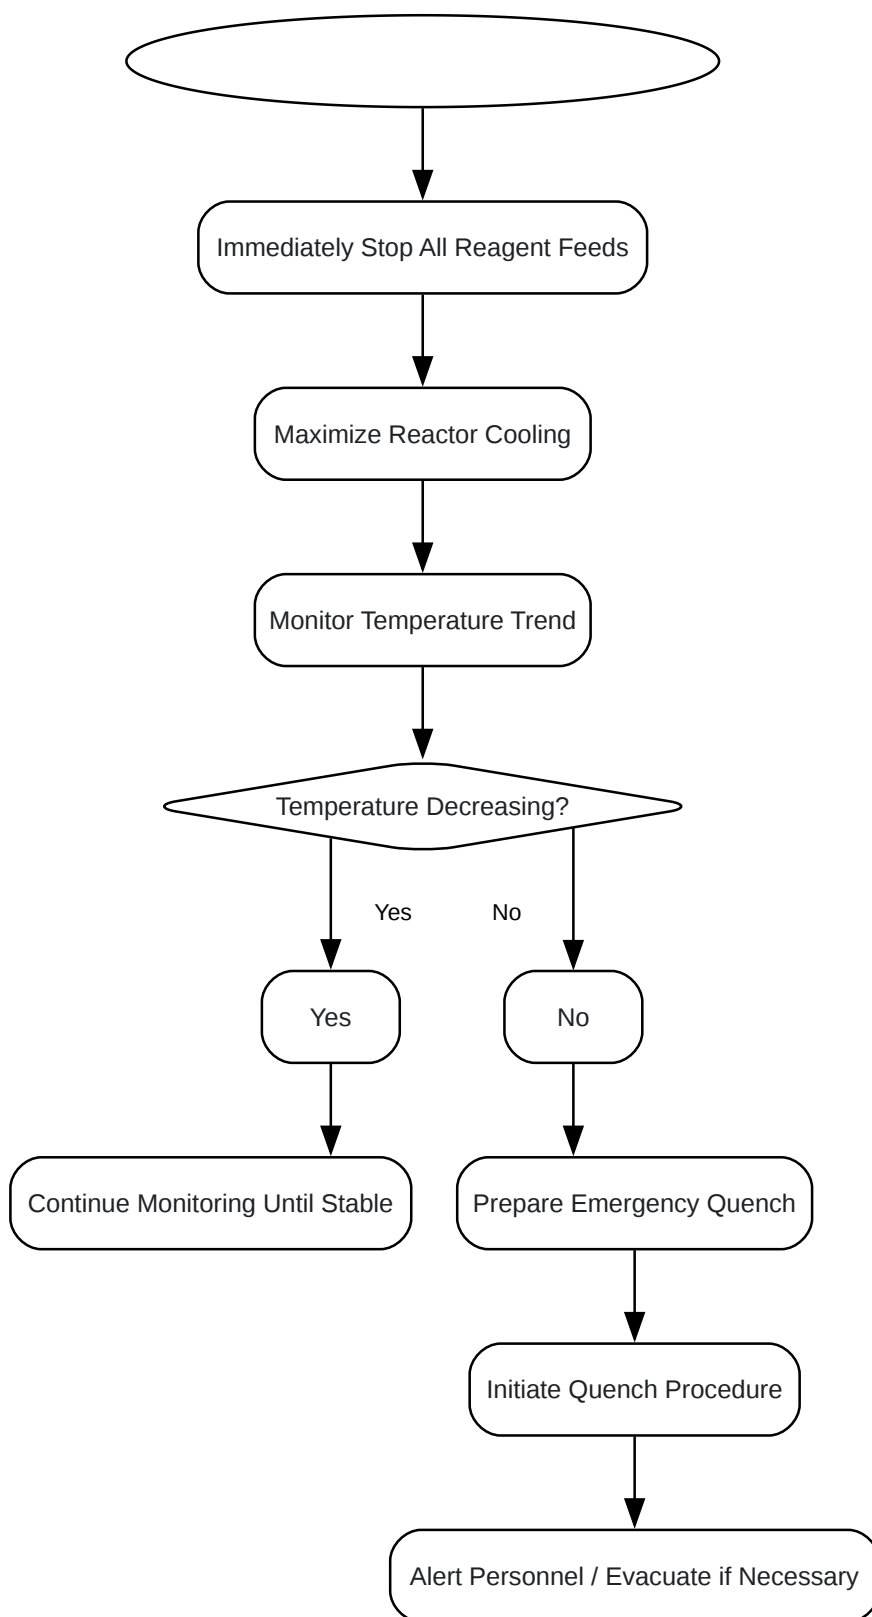 Immediately Stop All Reagent Feeds
Maximize Reactor Cooling
Monitor Temperature Trend
Temperature Decreasing?
Yes
No
Yes
No
Continue Monitoring Until Stable
Prepare Emergency Quench
Initiate Quench Procedure
Alert Personnel / Evacuate if Necessary